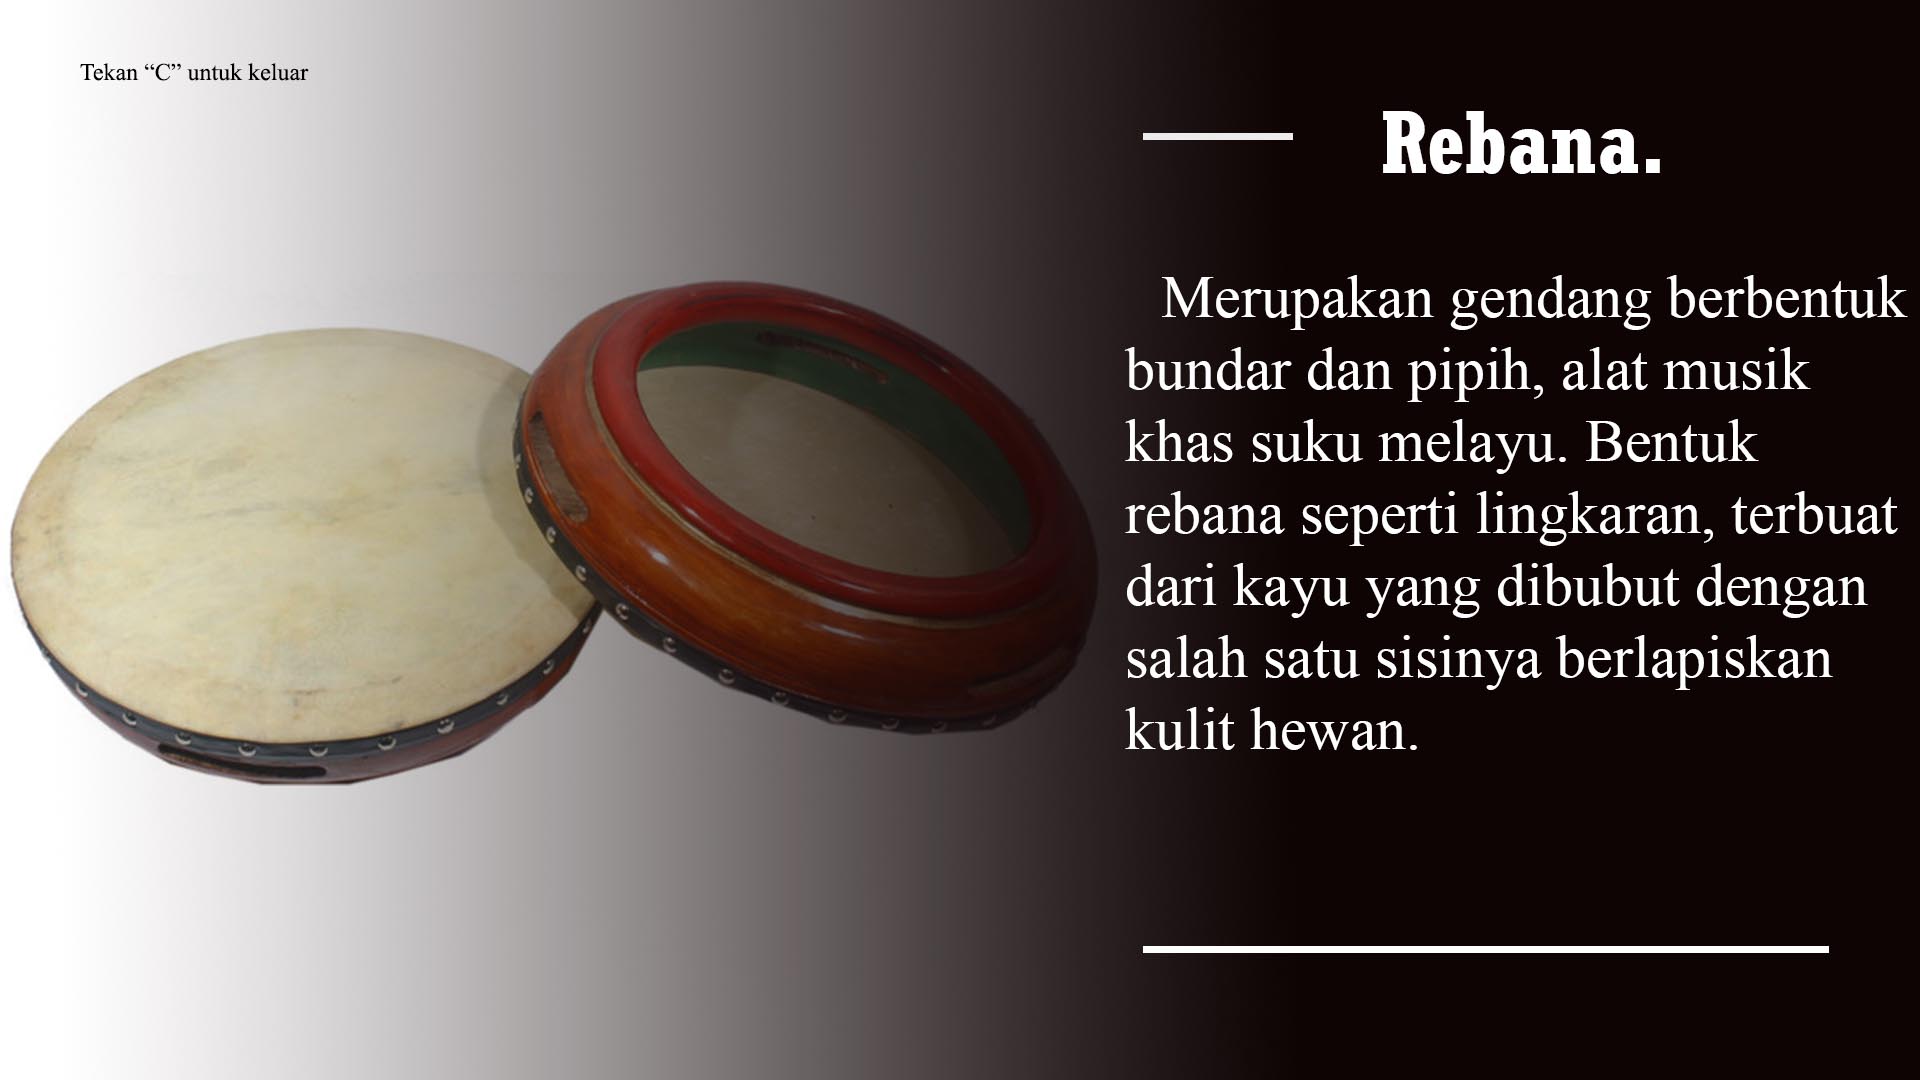 Tekan “C” untuk keluar
Rebana.
Merupakan gendang berbentuk
bundar dan pipih, alat musik
khas suku melayu. Bentuk
rebana seperti lingkaran, terbuat
dari kayu yang dibubut dengan
salah satu sisinya berlapiskan
kulit hewan.